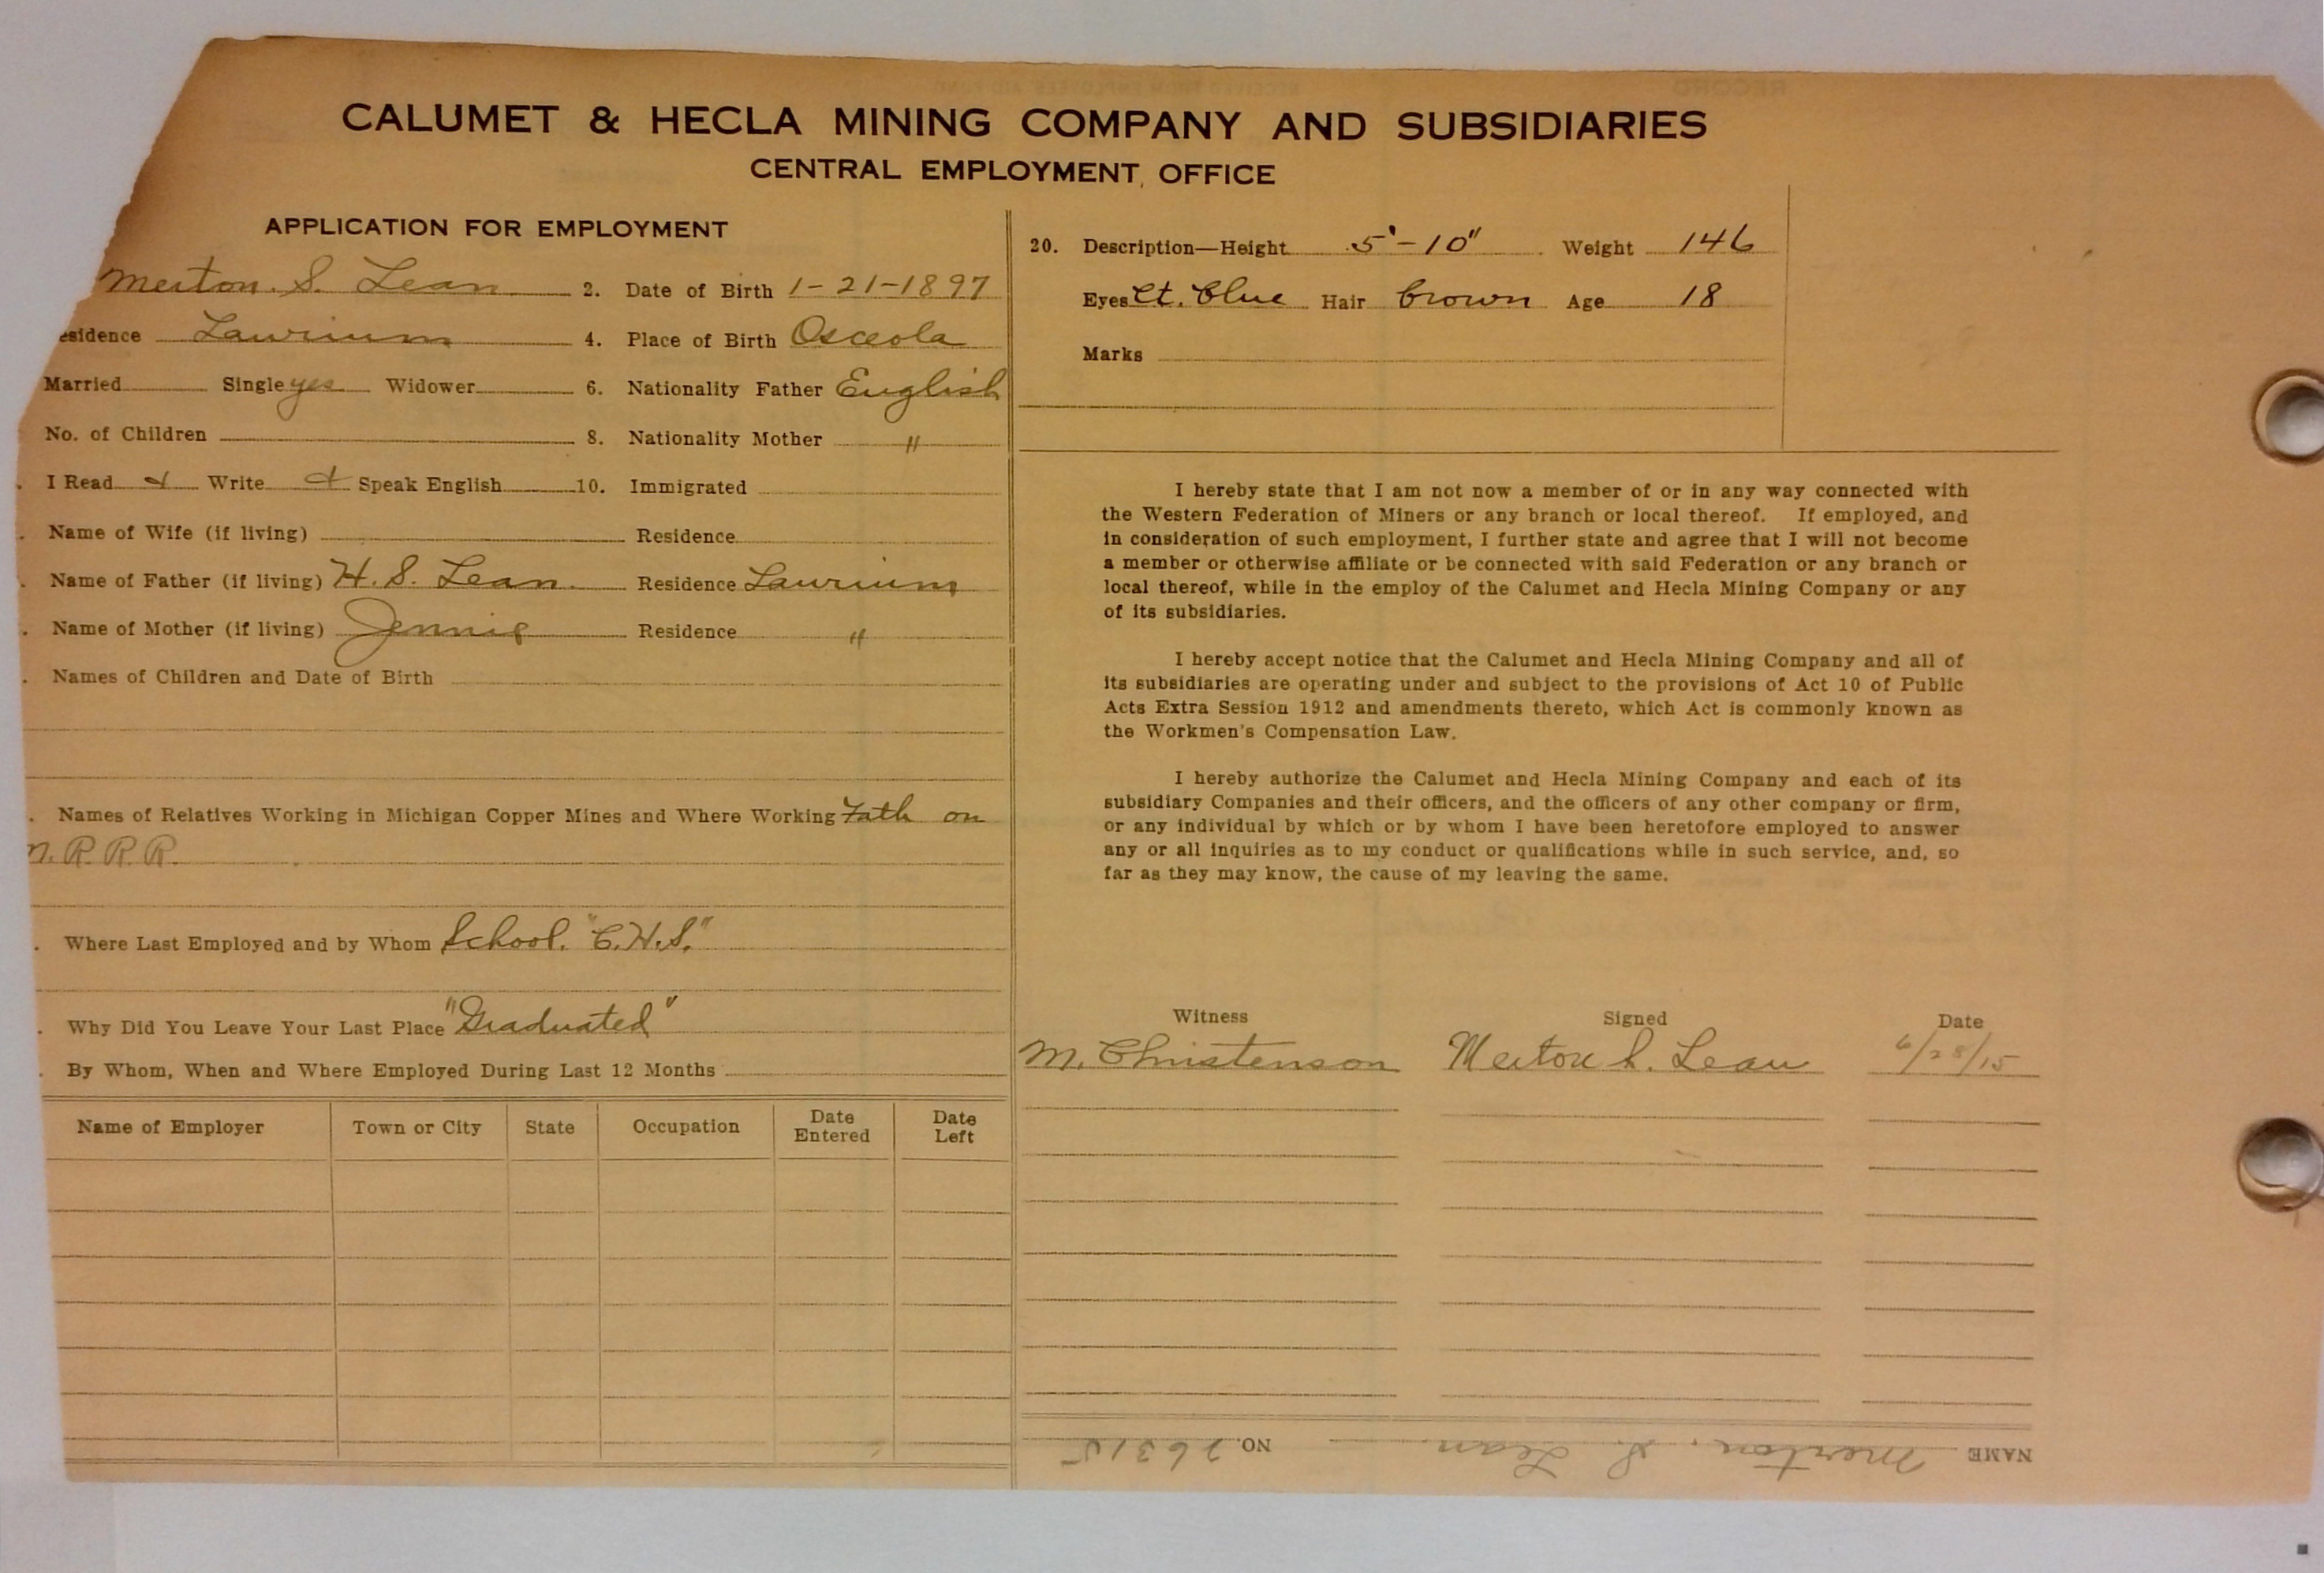 CALUMET & HECLA MINING COMPANY AND SUBSIDIARIES
CENTRAL EMPLOYMENT OFFICE
APPLICATION FOR EMPLOYMENT
Merton. S. Lean 2. Date of Birth 1-21-1897
esidence Laurium 4. Place of Birth Osceola
Married Single yes Widower 6. Nationality Father English
No. of Children 8. Nationality Mother "
I Read & Write & Speak English 10. Immigrated
Name of Wife (if living) Residence
Name of Father (if living) H. S. Lean. Residence Laurium
Name of Mother (if living) Jennie Residence "
Names of Children and Date of Birth
Names of Relatives Working in Michigan Copper Mines and Where Working Fath on
M. R. R. R.
Where Last Employed and by Whom School. "C.H.S."
Why Did You Leave Your Last Place "Graduated"
By Whom, When and Where Employed During Last 12 Months
Name of Employer Town or City State Occupation Date Entered Date Left
20. Description—Height 5'-10" Weight 146
Eyes Lt. Blue Hair Brown Age 18
Marks
I hereby state that I am not now a member of or in any way connected with
the Western Federation of Miners or any branch or local thereof. If employed, and
in consideration of such employment, I further state and agree that I will not become
a member or otherwise affiliate or be connected with said Federation or any branch or
local thereof, while in the employ of the Calumet and Hecla Mining Company or any
of its subsidiaries.
I hereby accept notice that the Calumet and Hecla Mining Company and all of
its subsidiaries are operating under and subject to the provisions of Act 10 of Public
Acts Extra Session 1912 and amendments thereto, which Act is commonly known as
the Workmen's Compensation Law.
I hereby authorize the Calumet and Hecla Mining Company and each of its
subsidiary Companies and their officers, and the officers of any other company or firm,
or any individual by which or by whom I have been heretofore employed to answer
any or all inquiries as to my conduct or qualifications while in such service, and, so
far as they may know, the cause of my leaving the same.
Witness Signed Date
M. Christenson Merton S. Lean 6/28/15
NAME Merton. S. Lean. NO. 26315